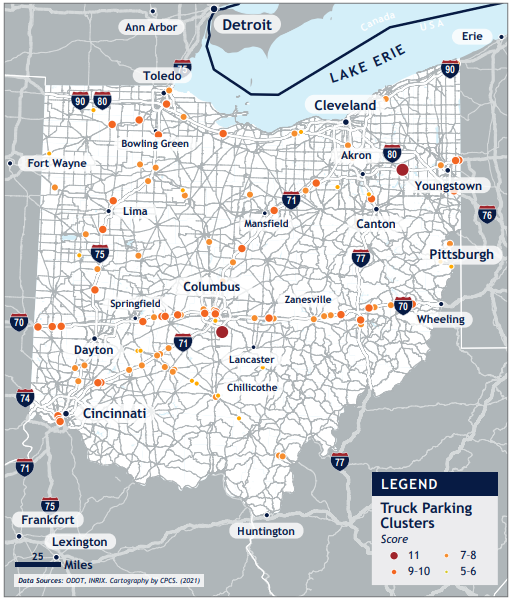 Ann Arbor
Detroit
Canada
U.S.A
Erie
LAKE ERIE
75
Toledo
90
90 80
Cleveland
Bowling Green
Akron
80
Fort Wayne
Youngstown
Lima
71
Mansfield
Canton
76
75
77
Pittsburgh
Columbus
Springfield
Zanesville
70
70
Wheeling
Dayton
71
Lancaster
Chillicothe
74
Cincinnati
71
77
75
Frankfort
Huntington
Lexington
25
Miles
Data Sources: ODOT, INRIX. Cartography by CPCS. (2021)
LEGEND
Truck Parking
Clusters
Score
11 7-8
9-10 5-6